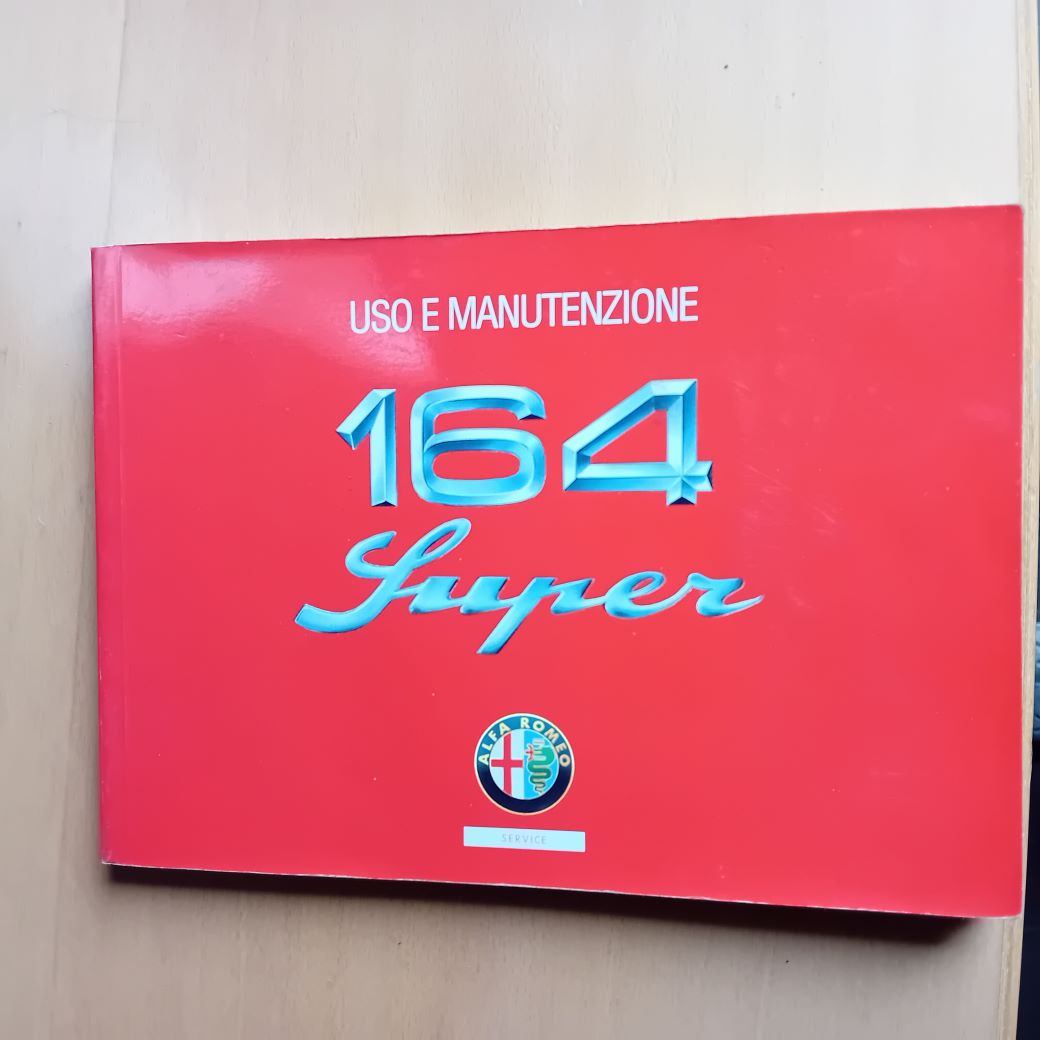 USO E MANUTENZIONE
164
Super
ALFA ROMEO
SERVICE